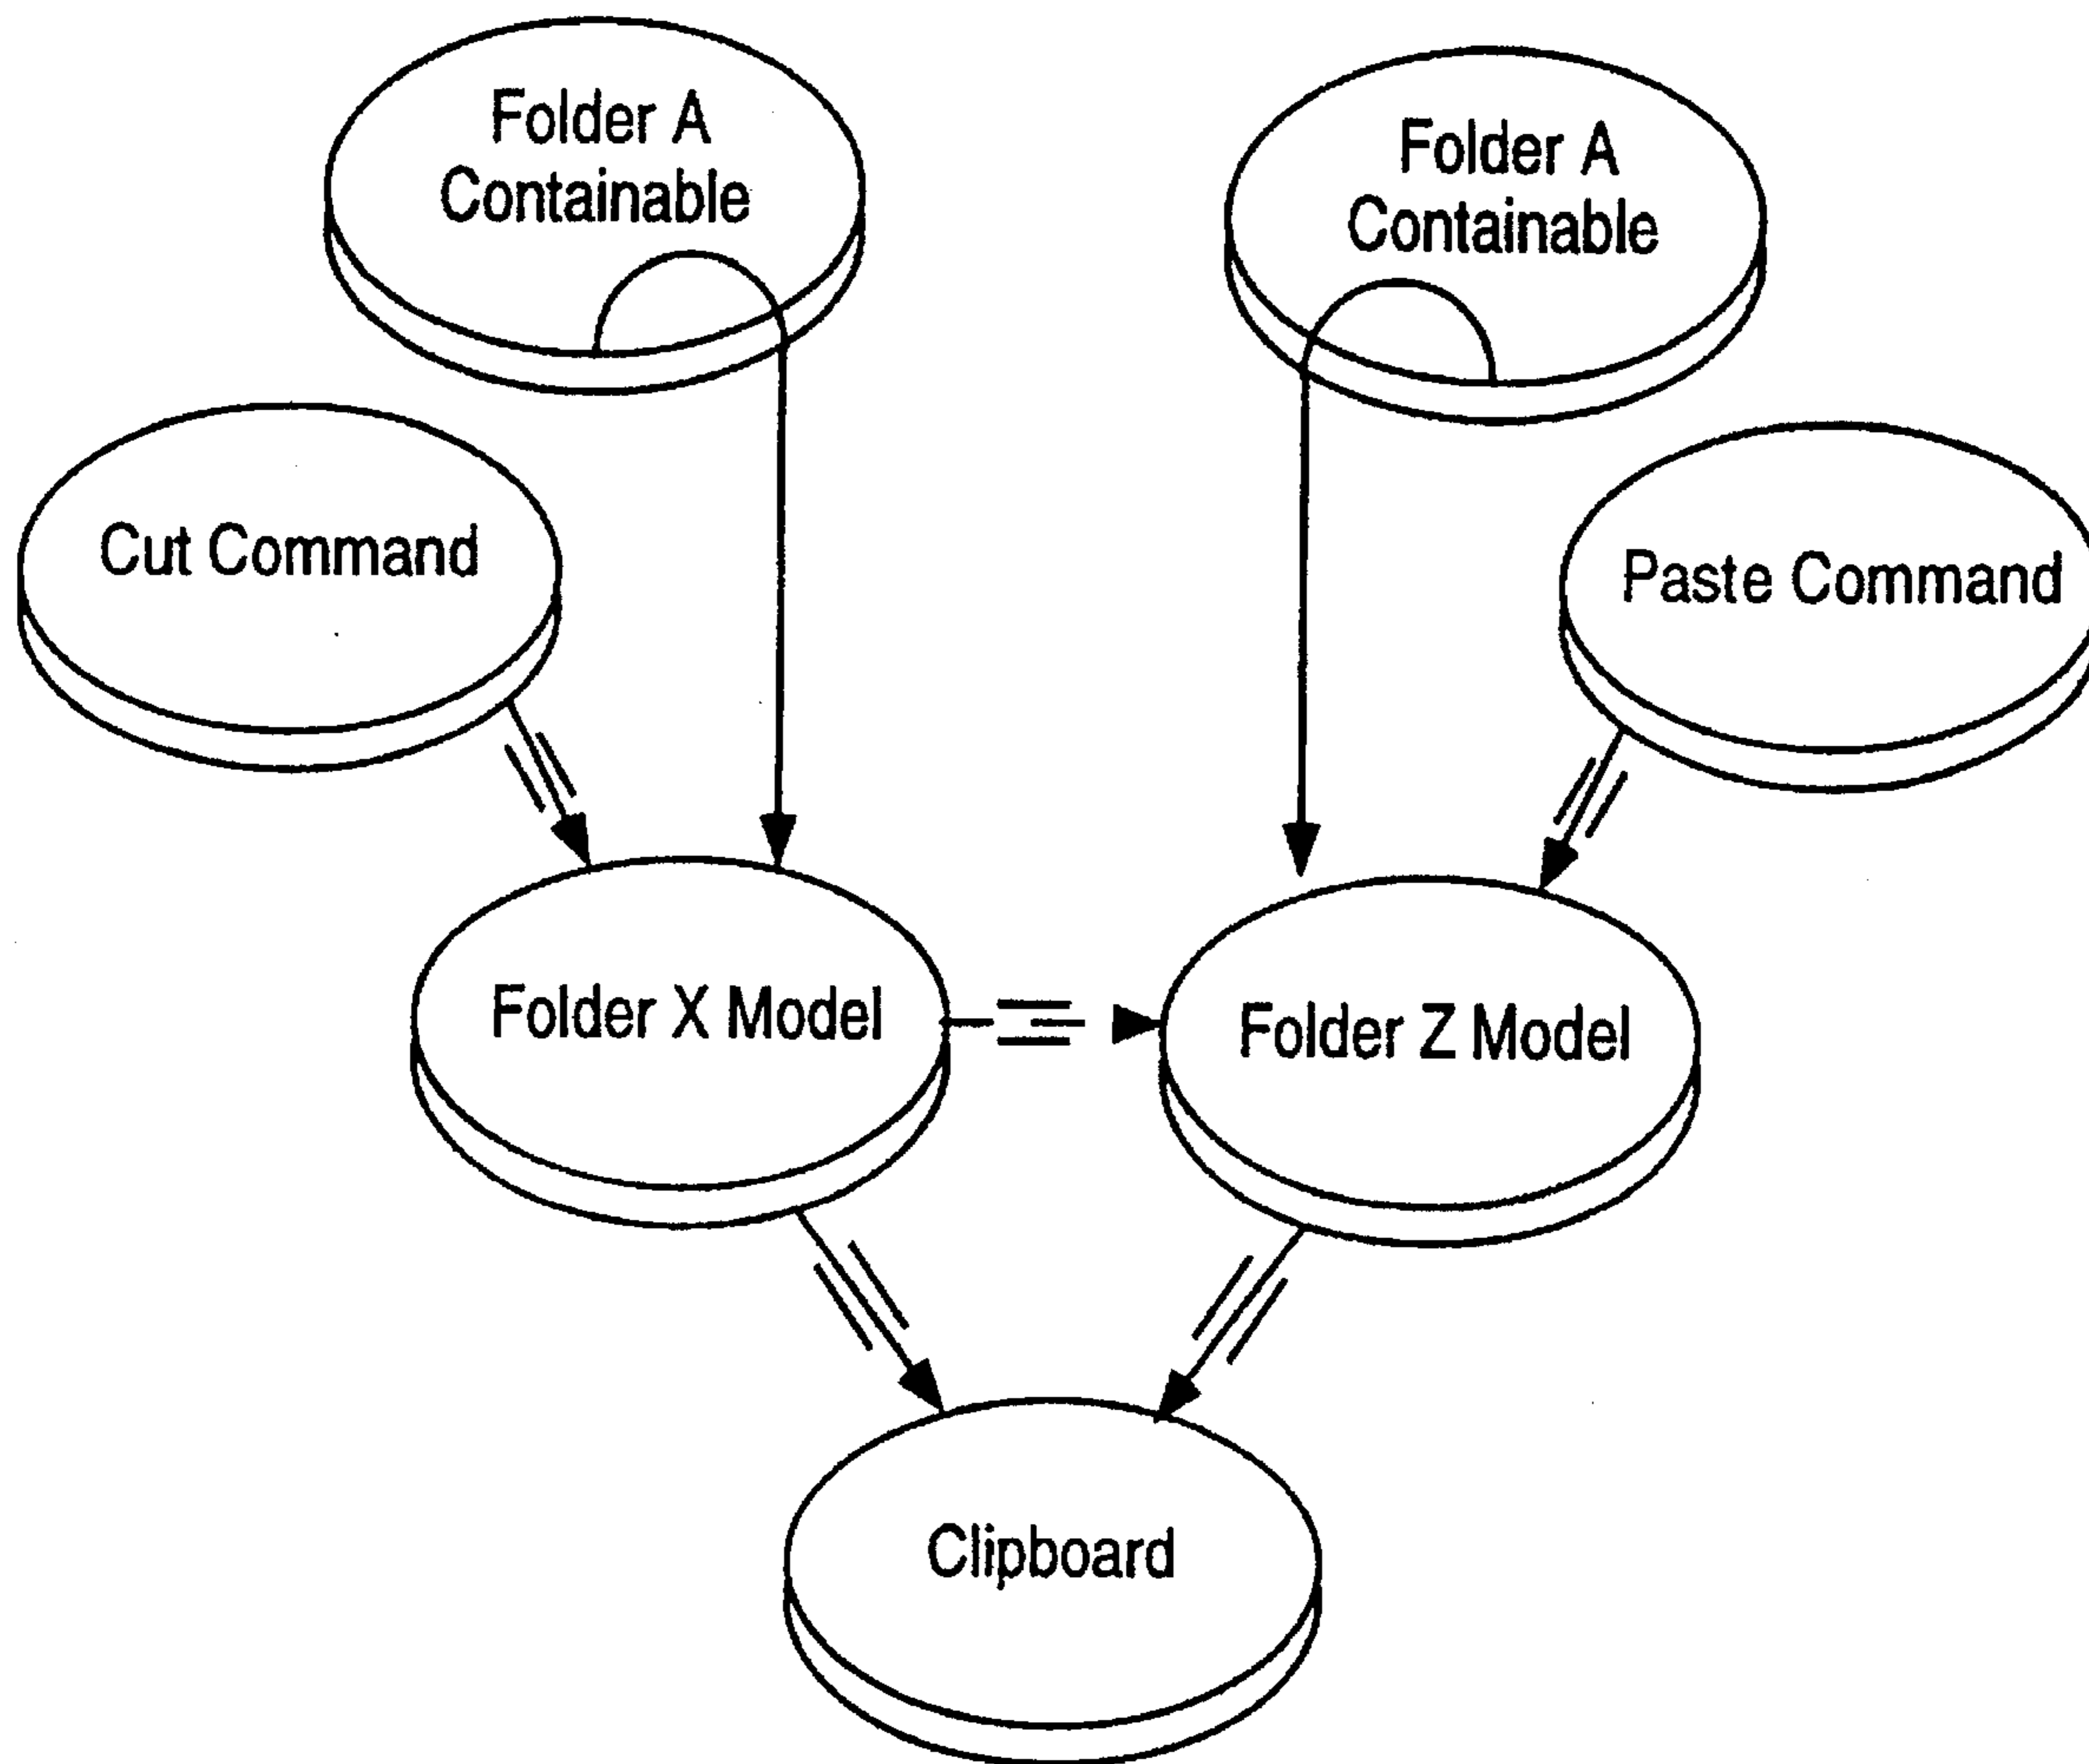 Folder A
Containable
Folder A
Containable
Cut Command
Paste Command
Folder X Model
Folder Z Model
Clipboard